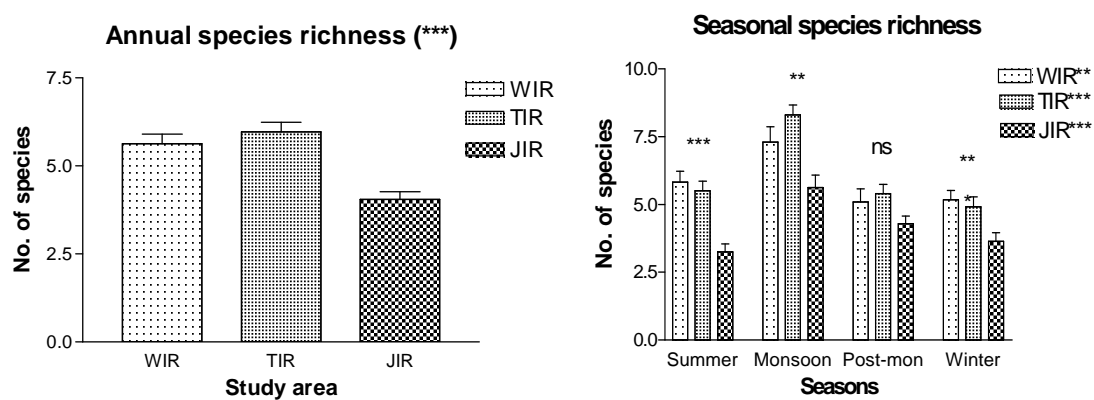 Annual species richness (***)
7.5
5.0
2.5
0.0
No. of species
WIR
TIR
JIR
Study area
WIR
TIR
JIR
Seasonal species richness
10.0
7.5
5.0
2.5
0.0
No. of species
***
**
ns
**
*
Summer Monsoon Post-mon Winter
Seasons
WIR**
TIR***
JIR***